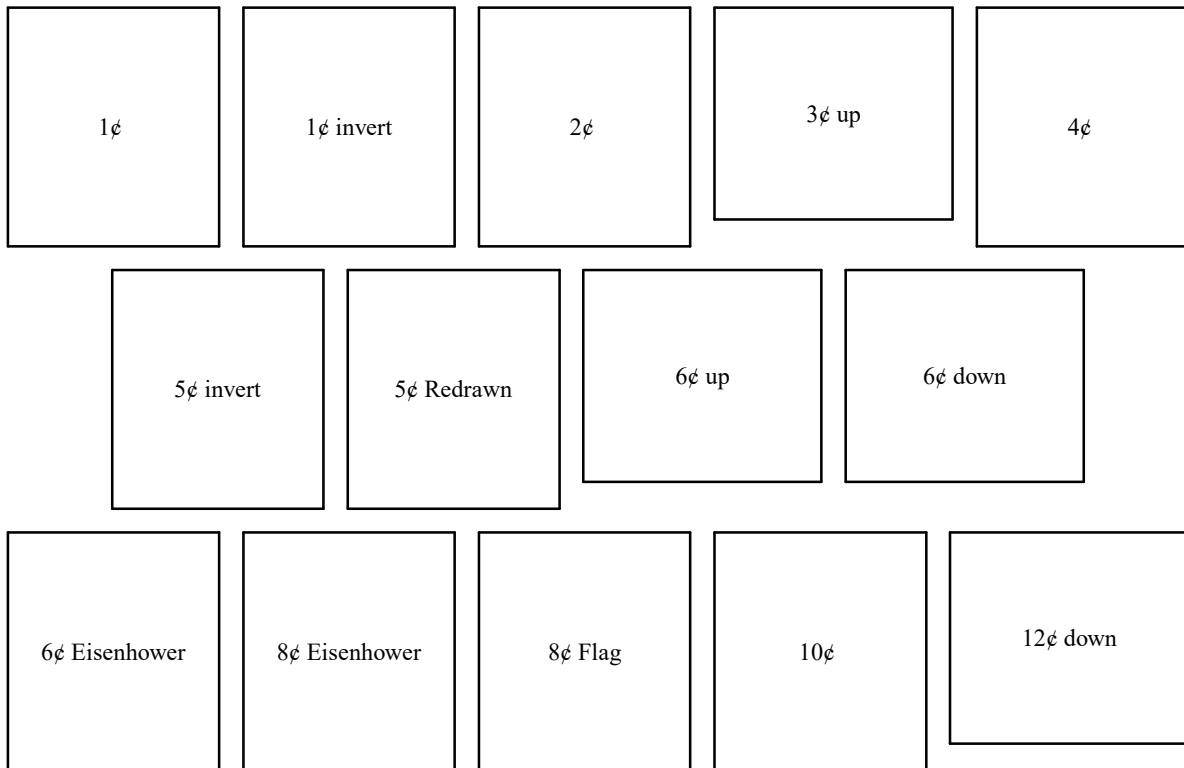 1¢
1¢ invert
2¢
3¢ up
4¢
5¢ invert
5¢ Redrawn
6¢ up
6¢ down
6¢ Eisenhower
8¢ Eisenhower
8¢ Flag
10¢
12¢ down